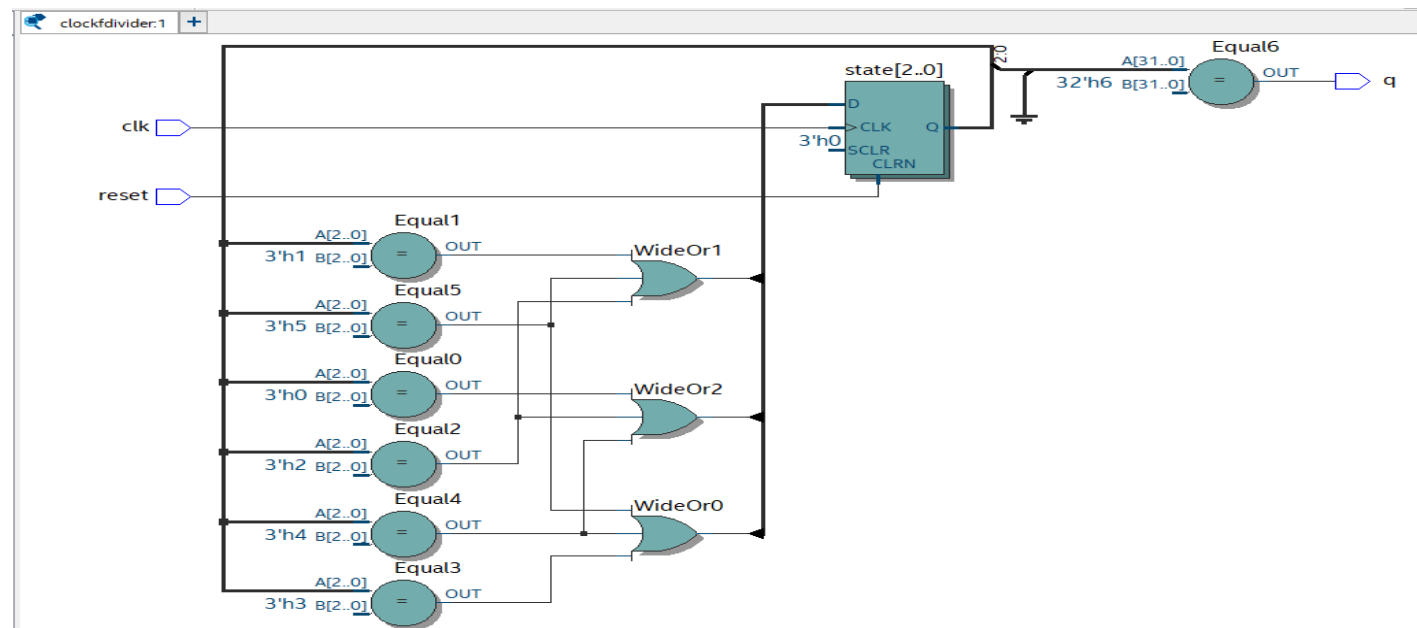 clockfdivider:1
+
Equal6
2:0
A[31..0]
OUT
=
q
32'h6 B[31..0]
state[2..0]
D
clk
>CLK Q
3'h0
SCLR
CLRN
reset
Equal1
A[2..0]
OUT
=
3'h1 B[2..0]
WideOr1
Equal5
A[2..0]
OUT
=
3'h5 B[2..0]
Equal0
A[2..0]
OUT
=
3'h0 B[2..0]
WideOr2
Equal2
A[2..0]
OUT
=
3'h2 B[2..0]
Equal4
A[2..0]
OUT
=
3'h4 B[2..0]
WideOr0
Equal3
A[2..0]
OUT
=
3'h3 B[2..0]